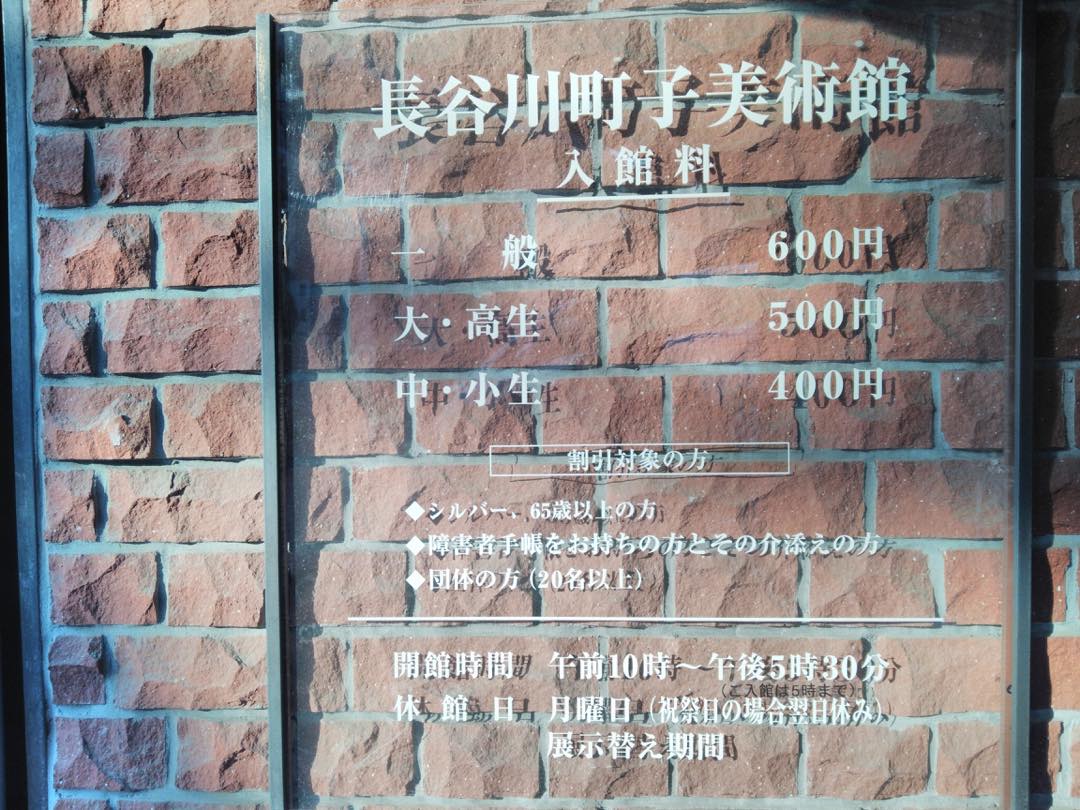 長谷川町子美術館
入館料
一般 600円
大・高生 500円
中・小生 400円
割引対象の方
◆シルバー、65歳以上の方
◆障害者手帳をお持ちの方とその介添えの方
◆団体の方（20名以上）
開館時間 午前10時〜午後5時30分
（ご入館は5時まで）
休館日 月曜日（祝祭日の場合翌日休み）
展示替え期間